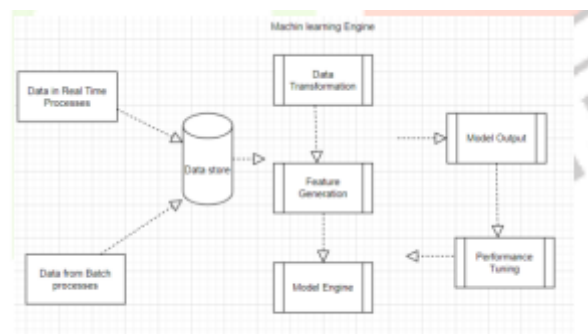 Machin learning Engine
Data
Transformation
Data in Real Time
Processes
Model Output
Data store
Feature
Generation
Performance
Tuning
Data from Batch
processes
Model Engine